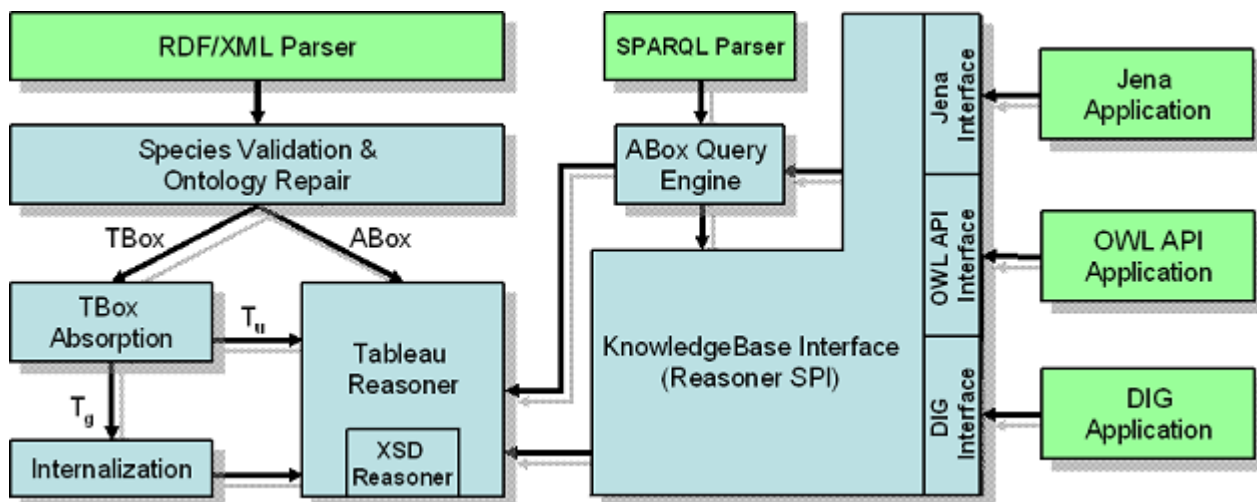 RDF/XML Parser
Species Validation &
Ontology Repair
TBox
ABox
TBox
Absorption
T_u
T_g
Internalization
Tableau
Reasoner
XSD
Reasoner
SPARQL Parser
ABox Query
Engine
KnowledgeBase Interface
(Reasoner SPI)
Jena
Interface
OWL API
Interface
DIG
Interface
Jena
Application
OWL API
Application
DIG
Application